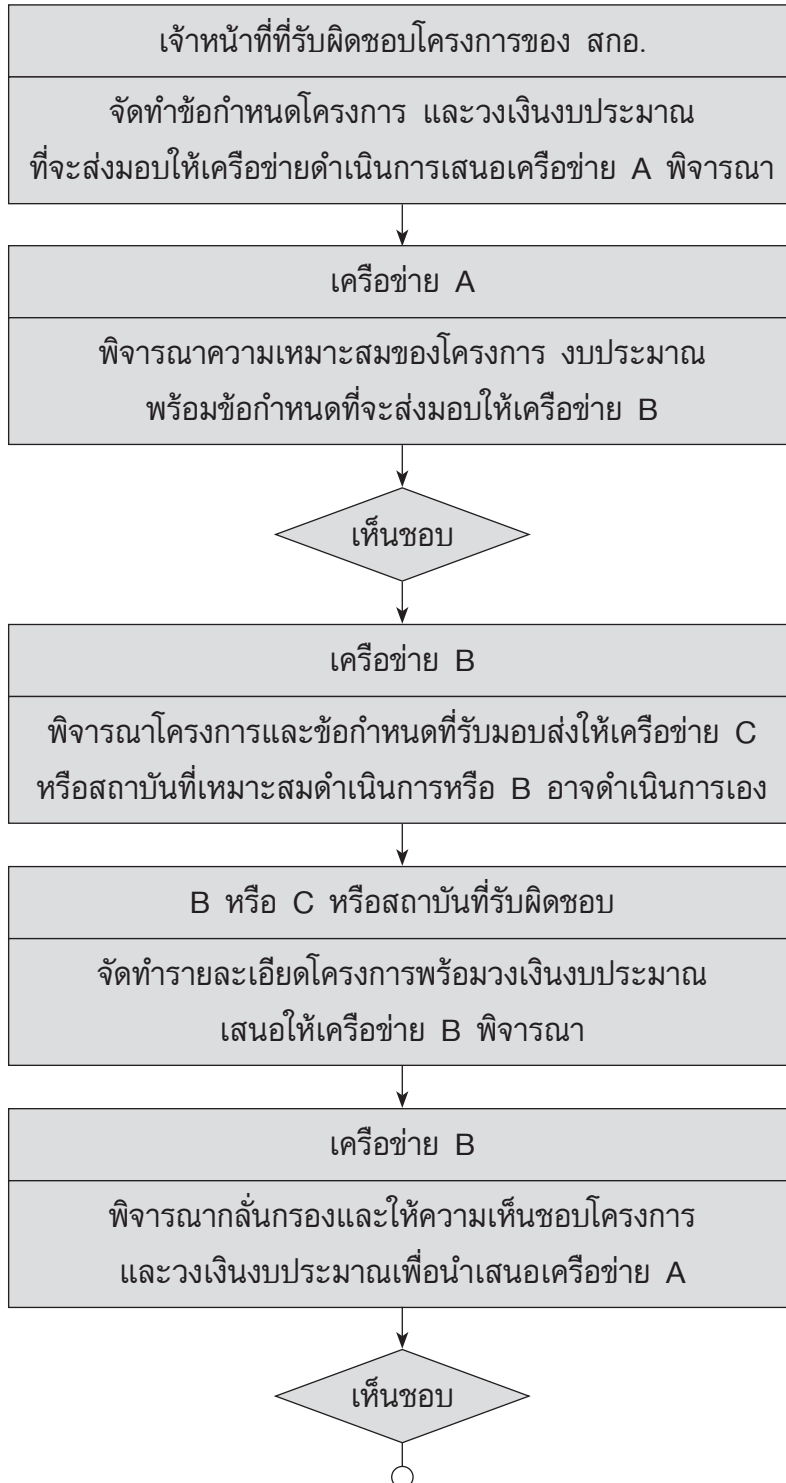 เจ้าหน้าที่ที่รับผิดชอบโครงการของ สกอ.
จัดทำข้อกำหนดโครงการ และวงเงินงบประมาณ
ที่จะส่งมอบให้เครือข่ายดำเนินการเสนอเครือข่าย A พิจารณา
เครือข่าย A
พิจารณาความเหมาะสมของโครงการ งบประมาณ
พร้อมข้อกำหนดที่จะส่งมอบให้เครือข่าย B
เห็นชอบ
เครือข่าย B
พิจารณาโครงการและข้อกำหนดที่รับมอบส่งให้เครือข่าย C
หรือสถาบันที่เหมาะสมดำเนินการหรือ B อาจดำเนินการเอง
B หรือ C หรือสถาบันที่รับผิดชอบ
จัดทำรายละเอียดโครงการพร้อมวงเงินงบประมาณ
เสนอให้เครือข่าย B พิจารณา
เครือข่าย B
พิจารณากลั่นกรองและให้ความเห็นชอบโครงการ
และวงเงินงบประมาณเพื่อนำเสนอเครือข่าย A
เห็นชอบ